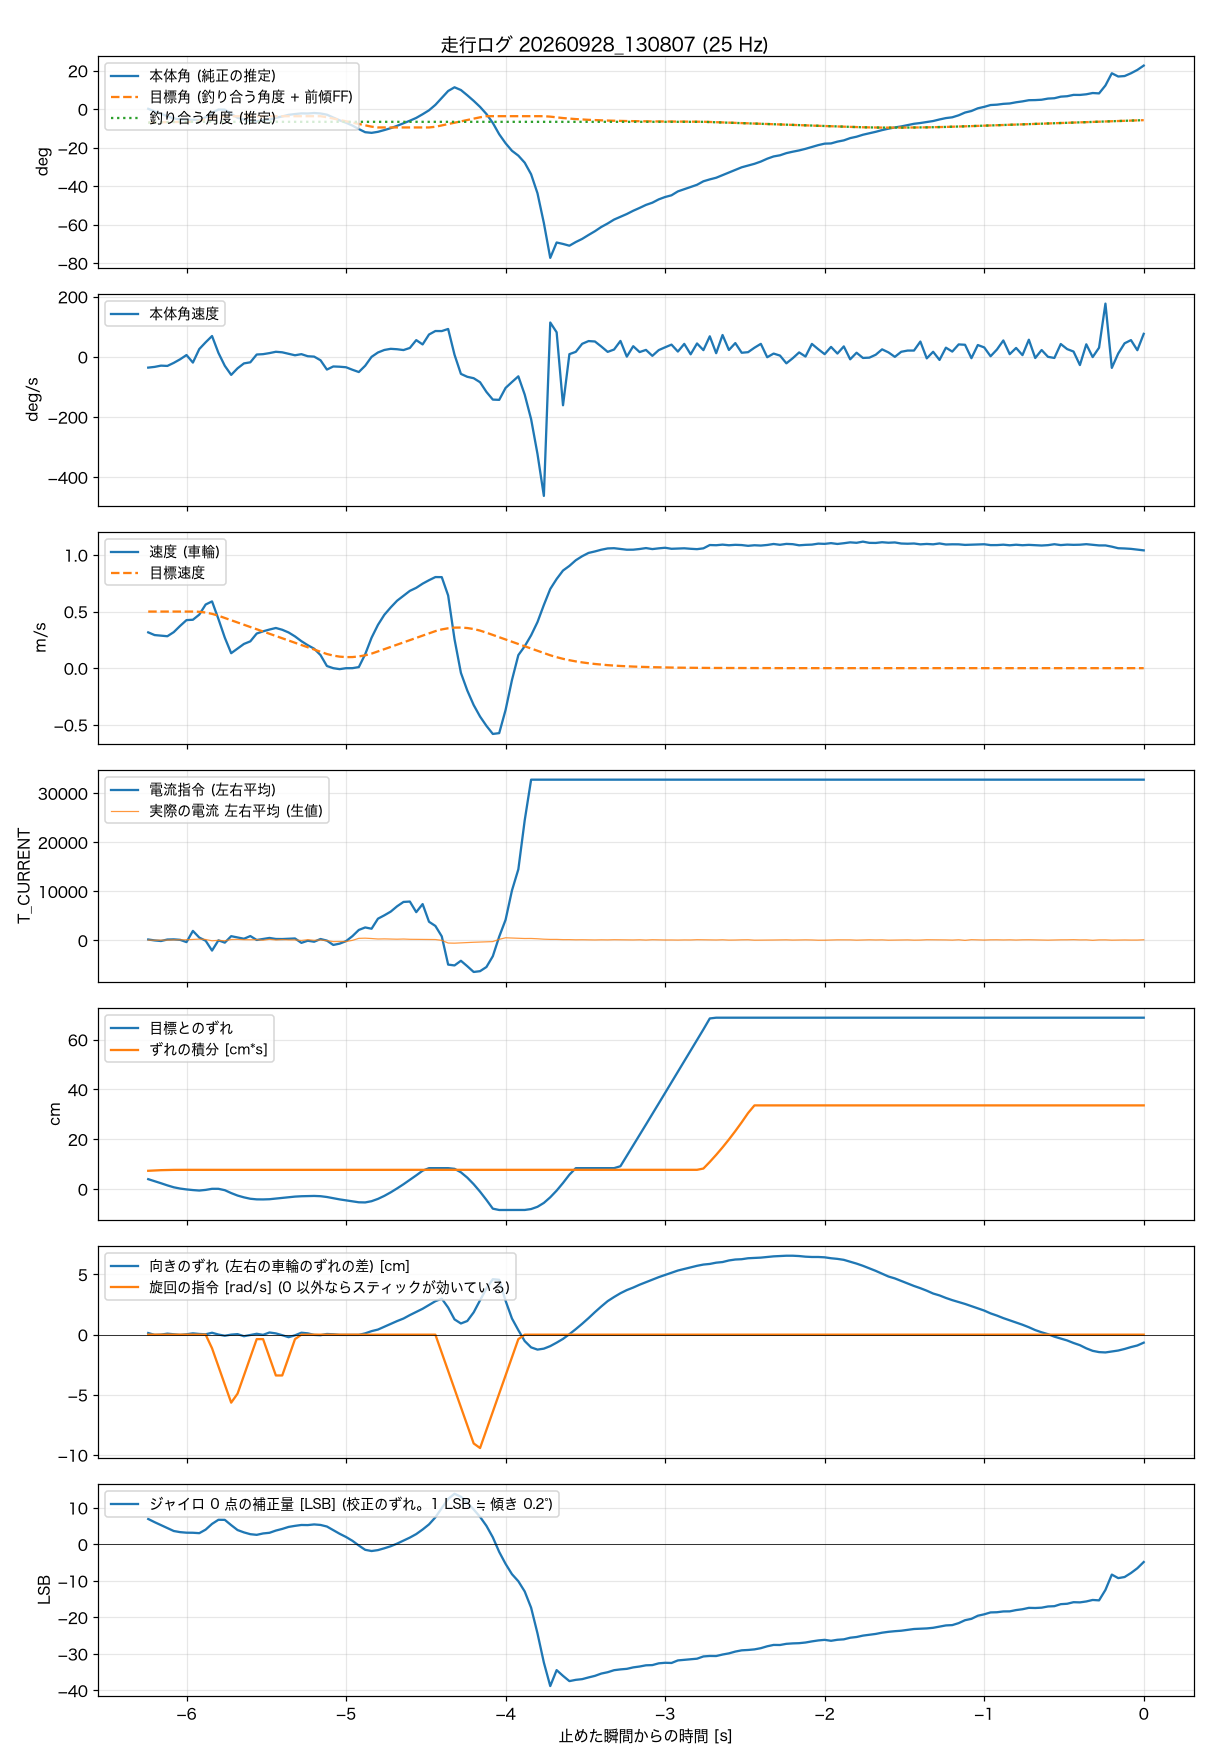 走行ログ 20260928_130807 (25 Hz)
本体角 (純正の推定)
目標角 (釣り合う角度 + 前傾FF)
釣り合う角度 (推定)
20
0
−20
−40
−60
−80
deg
本体角速度
200
0
−200
−400
deg/s
速度 (車輪)
目標速度
1.0
0.5
0.0
−0.5
m/s
電流指令 (左右平均)
実際の電流 左右平均 (生値)
30000
20000
10000
0
T_CURRENT
目標とのずれ
ずれの積分 [cm*s]
60
40
20
0
cm
向きのずれ (左右の車輪のずれの差) [cm]
旋回の指令 [rad/s] (0 以外ならスティックが効いている)
5
0
−5
−10
ジャイロ 0 点の補正量 [LSB] (校正のずれ。1 LSB ≒ 傾き 0.2°)
10
0
−10
−20
−30
−40
LSB
−6
−5
−4
−3
−2
−1
0
止めた瞬間からの時間 [s]